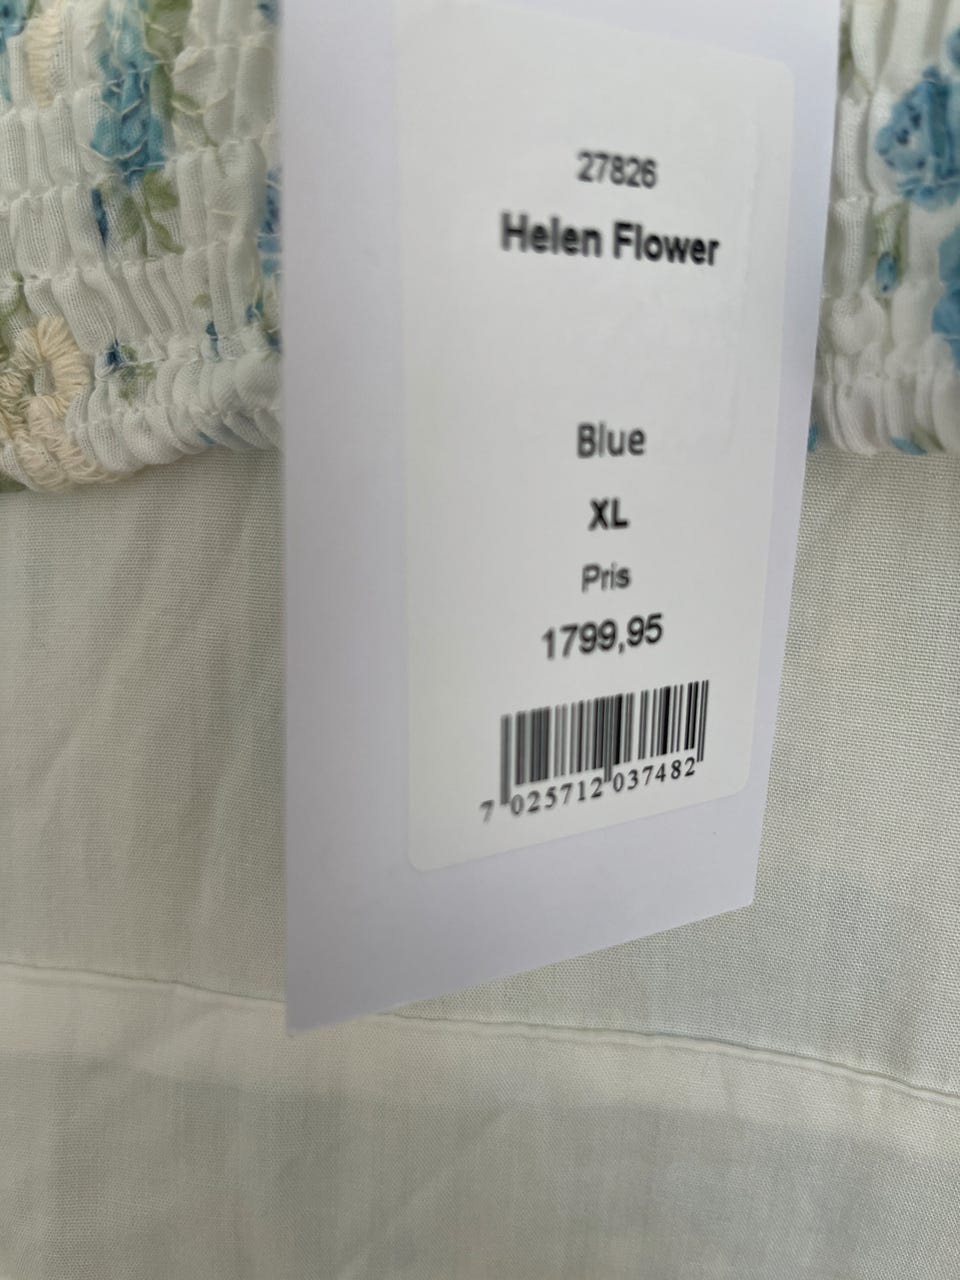 27826
Helen Flower
Blue
XL
Pris
1799,95
7 025712 037482